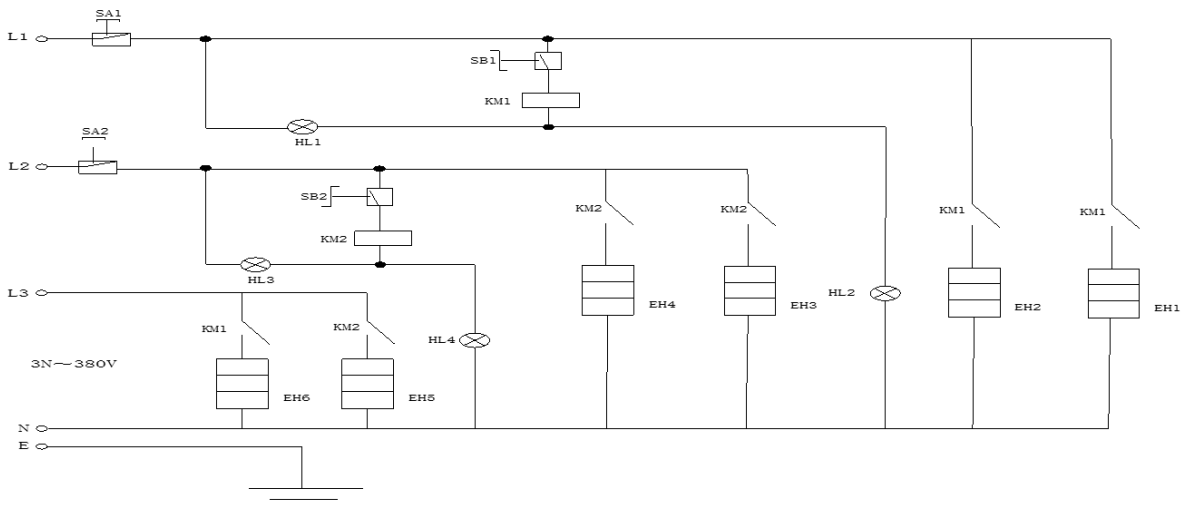 SA1
L1
SB1
KM1
HL1
SA2
L2
SB2
KM2
HL3
KM2
KM2
KM1
KM1
L3
KM1
KM2
HL4
EH4
EH3
HL2
EH2
EH1
3N～380V
EH6
EH5
N
E